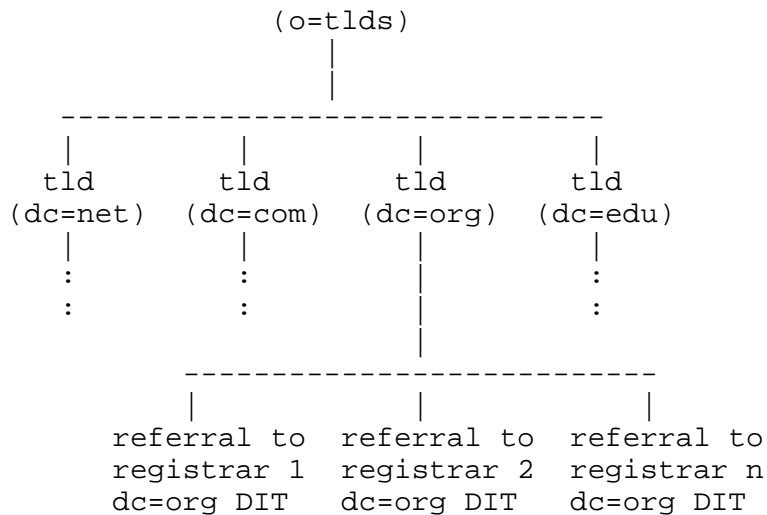 (o=tlds)
tld tld tld tld
(dc=net) (dc=com) (dc=org) (dc=edu)
: : :
: : :
referral to referral to referral to
registrar 1 registrar 2 registrar n
dc=org DIT dc=org DIT dc=org DIT